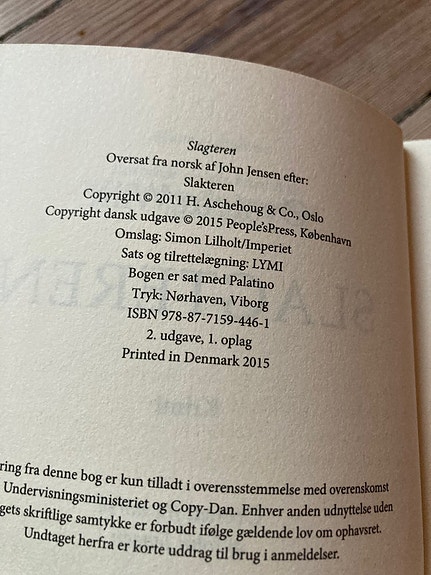 Slagteren
Oversat fra norsk af John Jensen efter:
Slakteren
Copyright © 2011 H. Aschehoug & Co., Oslo
Copyright dansk udgave © 2015 People'sPress, København
Omslag: Simon Lilholt/Imperiet
Sats og tilrettelægning: LYMI
Bogen er sat med Palatino
Tryk: Nørhaven, Viborg
ISBN 978-87-7159-446-1
2. udgave, 1. oplag
Printed in Denmark 2015
ring fra denne bog er kun tilladt i overensstemmelse med overenskomst
Undervisningsministeriet og Copy-Dan. Enhver anden udnyttelse uden
gets skriftlige samtykke er forbudt ifølge gældende lov om ophavsret.
Undtaget herfra er korte uddrag til brug i anmeldelser.